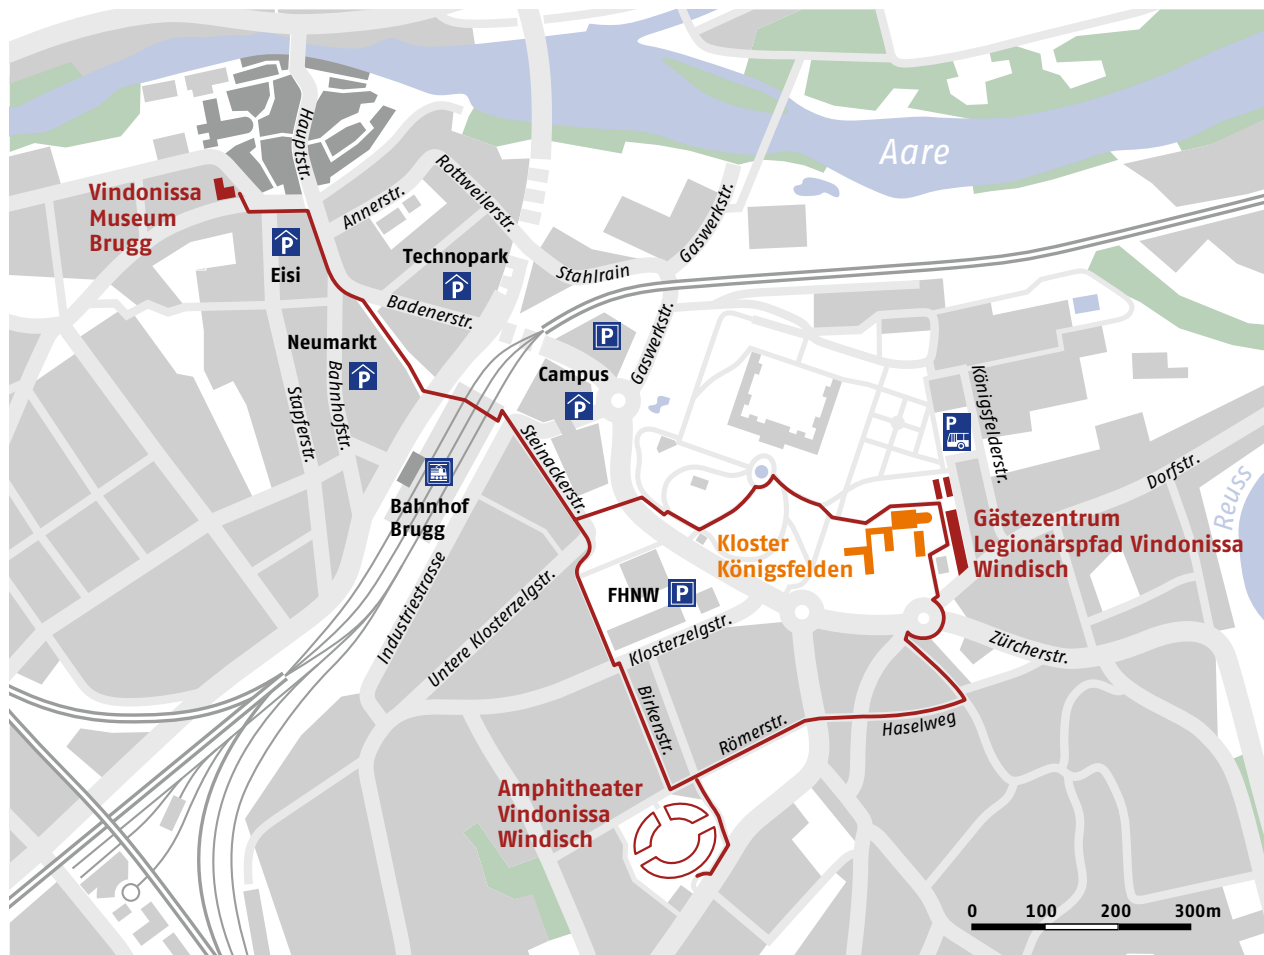 Aare
Hauptstr.
Rottweilerstr.
Vindonissa
Museum
Brugg
Annerstr.
Gaswerkstr.
P
Eisi
Technopark
P
Stahlrain
Badenerstr.
P
Neumarkt
P
Bahnhofstr.
Stapferstr.
Campus
P
Gaswerkstr.
Königsfelderstr.
P
Steinackerstr.
Dorfstr.
Reuss
Bahnhof
Brugg
Kloster
Königsfelden
Gästezentrum
Legionärspfad Vindonissa
Windisch
Industriestrasse
Untere Klosterzelgstr.
FHNW
P
Klosterzelgstr.
Zürcherstr.
Birkenstr.
Römerstr.
Haselweg
Amphitheater
Vindonissa
Windisch
0 100 200 300m